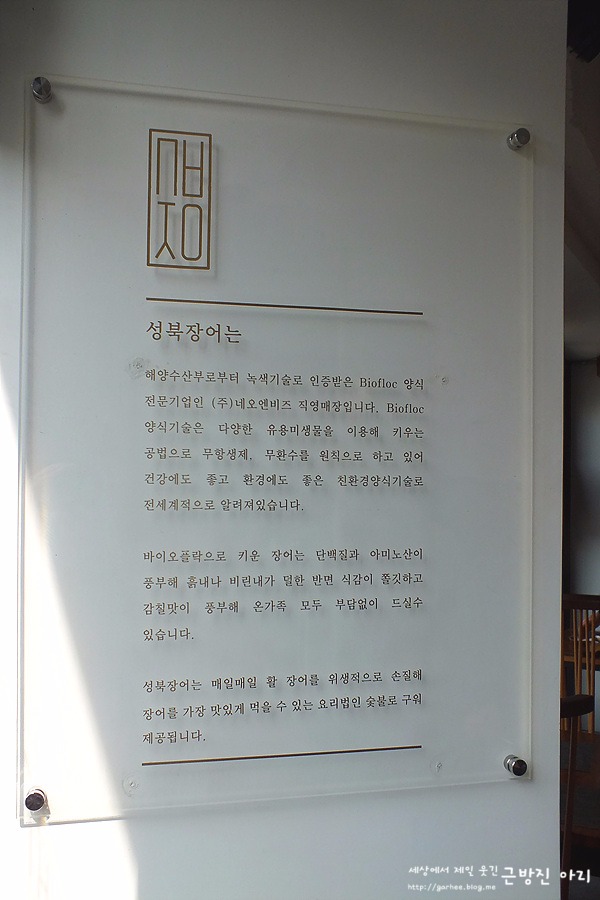 성북장어는
해양수산부로부터 녹색기술로 인증받은 Biofloc 양식
전문기업인 (주)네오엔비즈 직영매장입니다. Biofloc
양식기술은 다양한 유용미생물을 이용해 키우는
공법으로 무항생제, 무환수를 원칙으로 하고 있어
건강에도 좋고 환경에도 좋은 친환경양식기술로
전세계적으로 알려져있습니다.
바이오플락으로 키운 장어는 단백질과 아미노산이
풍부해 흙내나 비린내가 덜한 반면 식감이 쫄깃하고
감칠맛이 풍부해 온가족 모두 부담없이 드실수
있습니다.
성북장어는 매일매일 활 장어를 위생적으로 손질해
장어를 가장 맛있게 먹을 수 있는 요리법인 숯불로 구워
제공됩니다.
세상에서 제일 웃긴 근방진 아리
http://garhee.blog.me